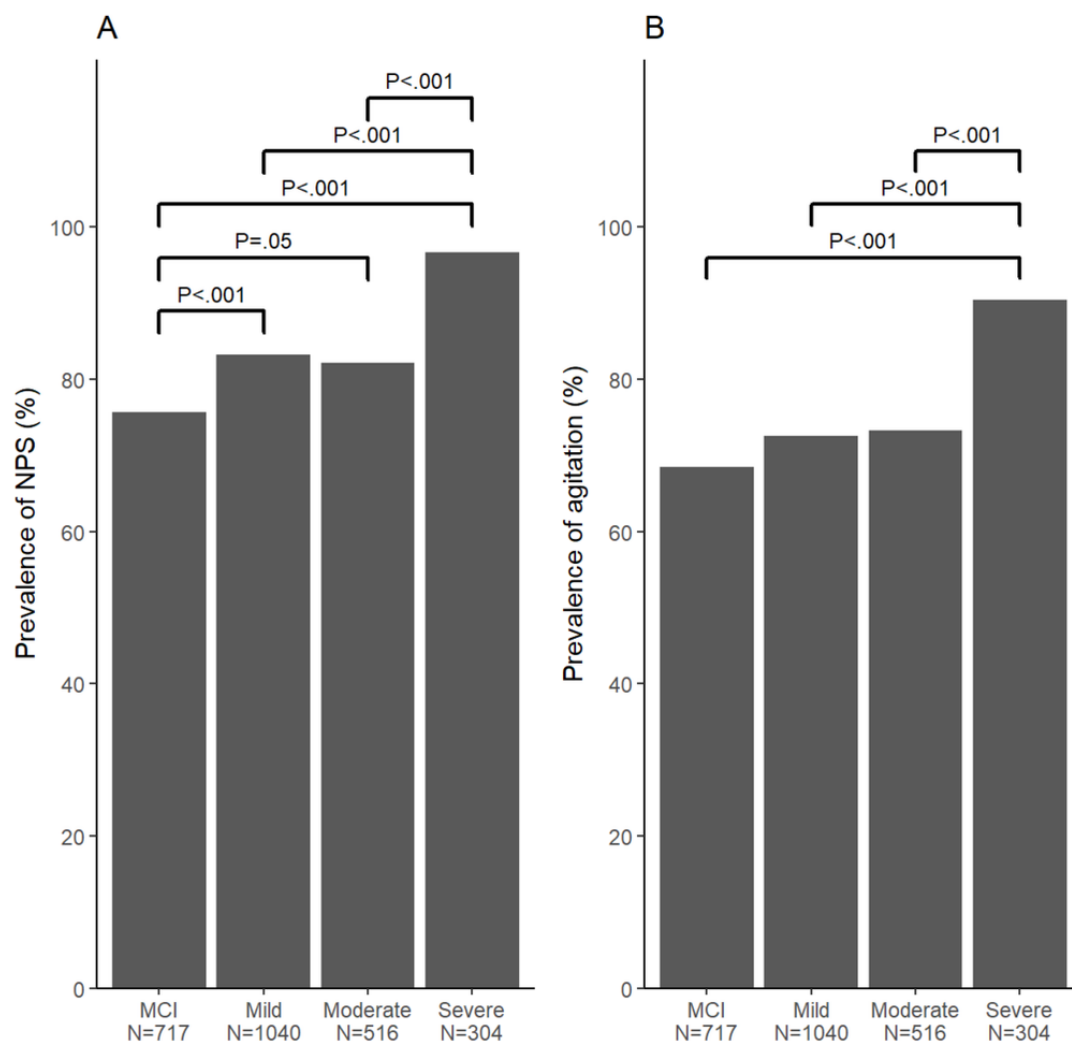 A
P<.001
P<.001
P<.001
P=.05
P<.001
Prevalence of NPS (%)
100
80
60
40
20
0
MCI
N=717
Mild
N=1040
Moderate
N=516
Severe
N=304
B
P<.001
P<.001
P<.001
Prevalence of agitation (%)
100
80
60
40
20
0
MCI
N=717
Mild
N=1040
Moderate
N=516
Severe
N=304